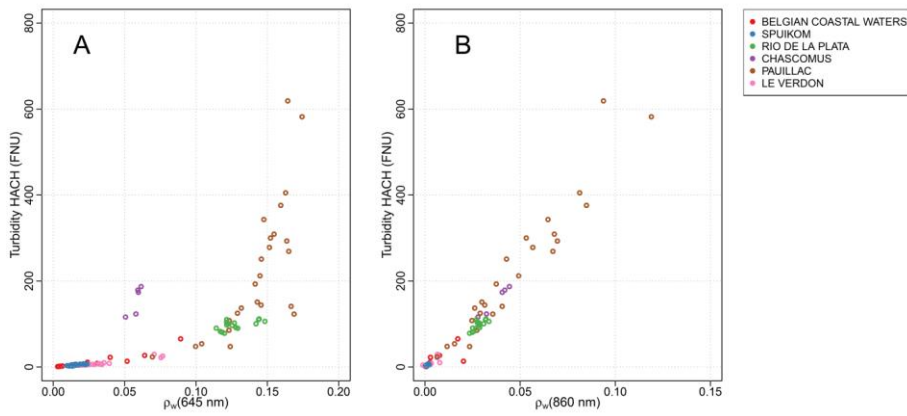 A
B
Turbidity HACH (FNU)
800
600
400
200
0
0.00 0.05 0.10 0.15 0.20
ρw(645 nm)
Turbidity HACH (FNU)
800
600
400
200
0
0.00 0.05 0.10 0.15
ρw(860 nm)
BELGIAN COASTAL WATERS
SPUIKOM
RIO DE LA PLATA
CHASCOMUS
PAUILLAC
LE VERDON